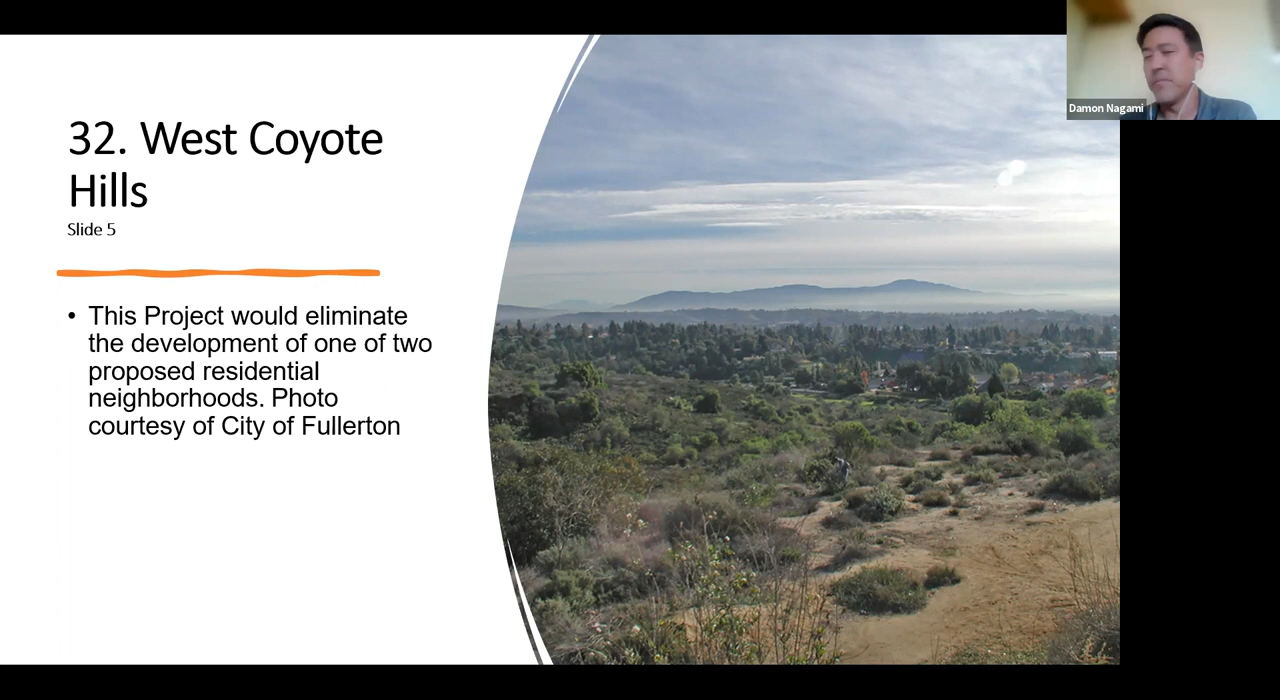 32. West Coyote
Hills
Slide 5
• This Project would eliminate
the development of one of two
proposed residential
neighborhoods. Photo
courtesy of City of Fullerton
Damon Nagami